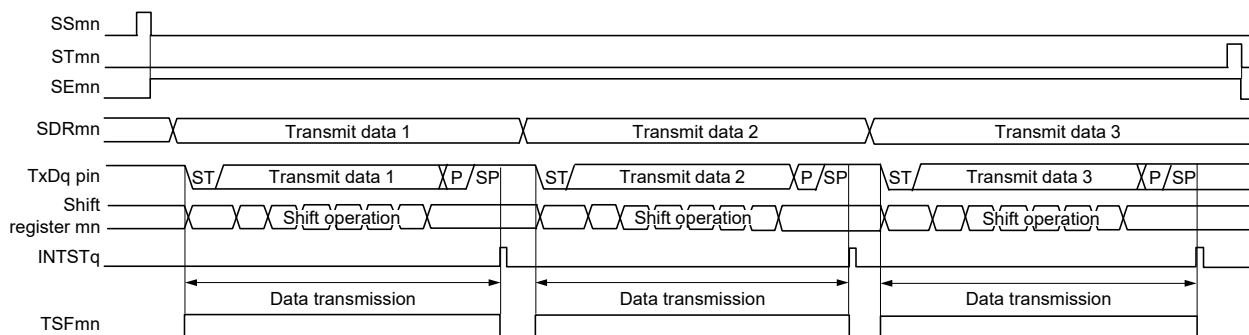 SSmn
STmn
SEmn
SDRmn Transmit data 1 Transmit data 2 Transmit data 3
TxDq pin ST Transmit data 1 P SP ST Transmit data 2 P SP ST Transmit data 3 P SP
Shift
register mn Shift operation Shift operation Shift operation
INTSTq
Data transmission Data transmission Data transmission
TSFmn